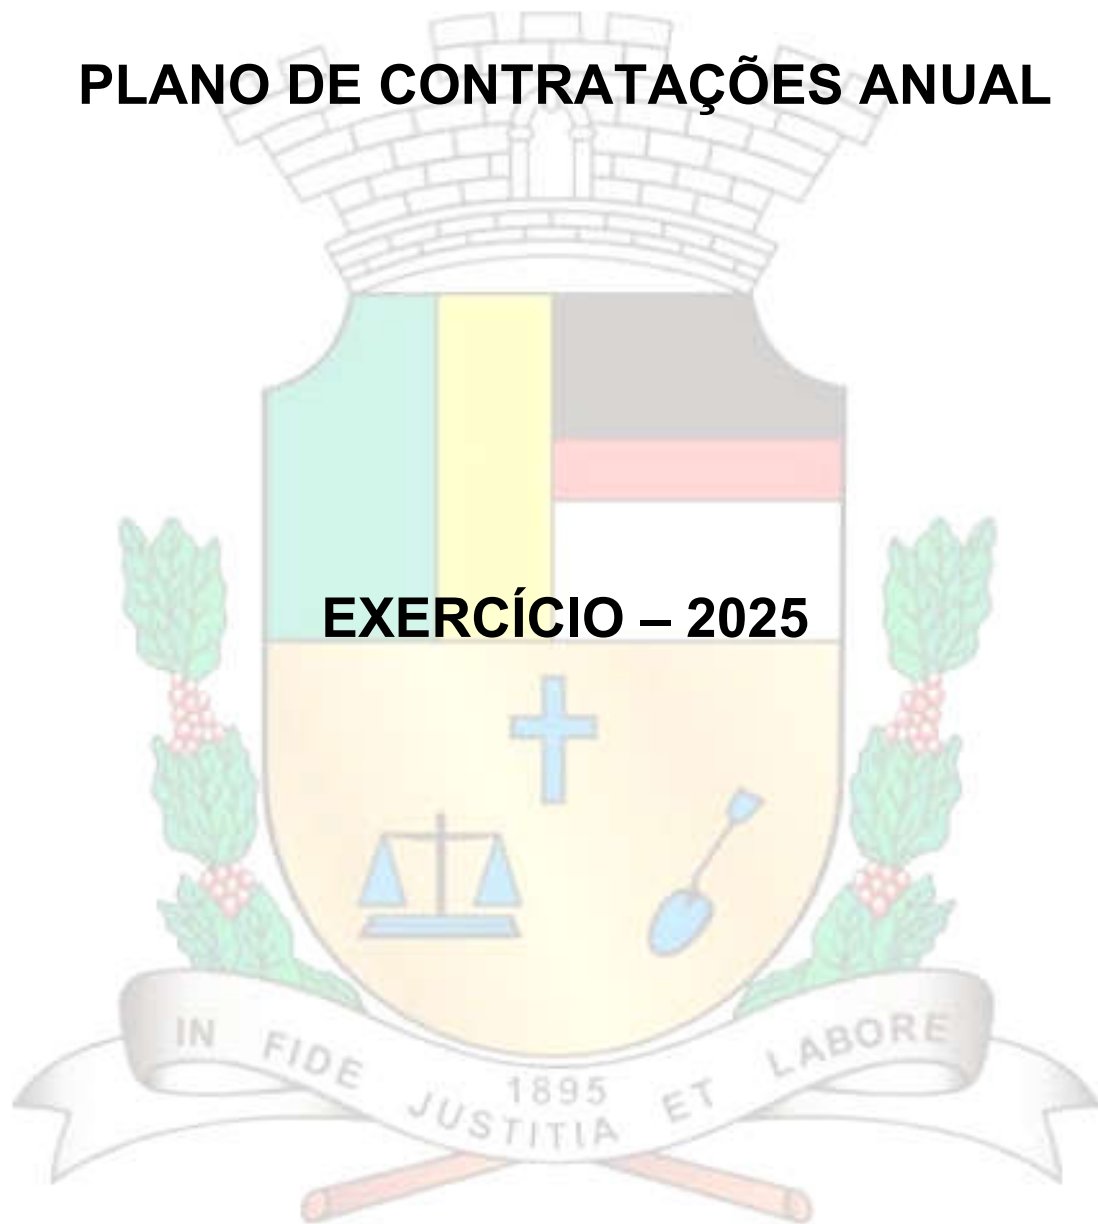 PLANO DE CONTRATAÇÕES ANUAL
EXERCÍCIO – 2025
IN FIDE JUSTITIA ET LABORE
1895